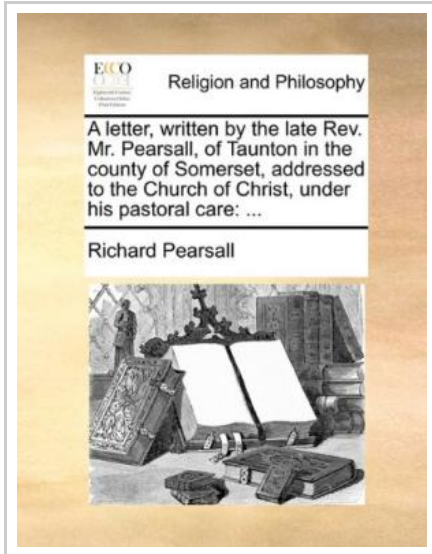 ECCO
Religion and Philosophy
A letter, written by the late Rev.
Mr. Pearsall, of Taunton in the
county of Somerset, addressed
to the Church of Christ, under
his pastoral care: ...
Richard Pearsall